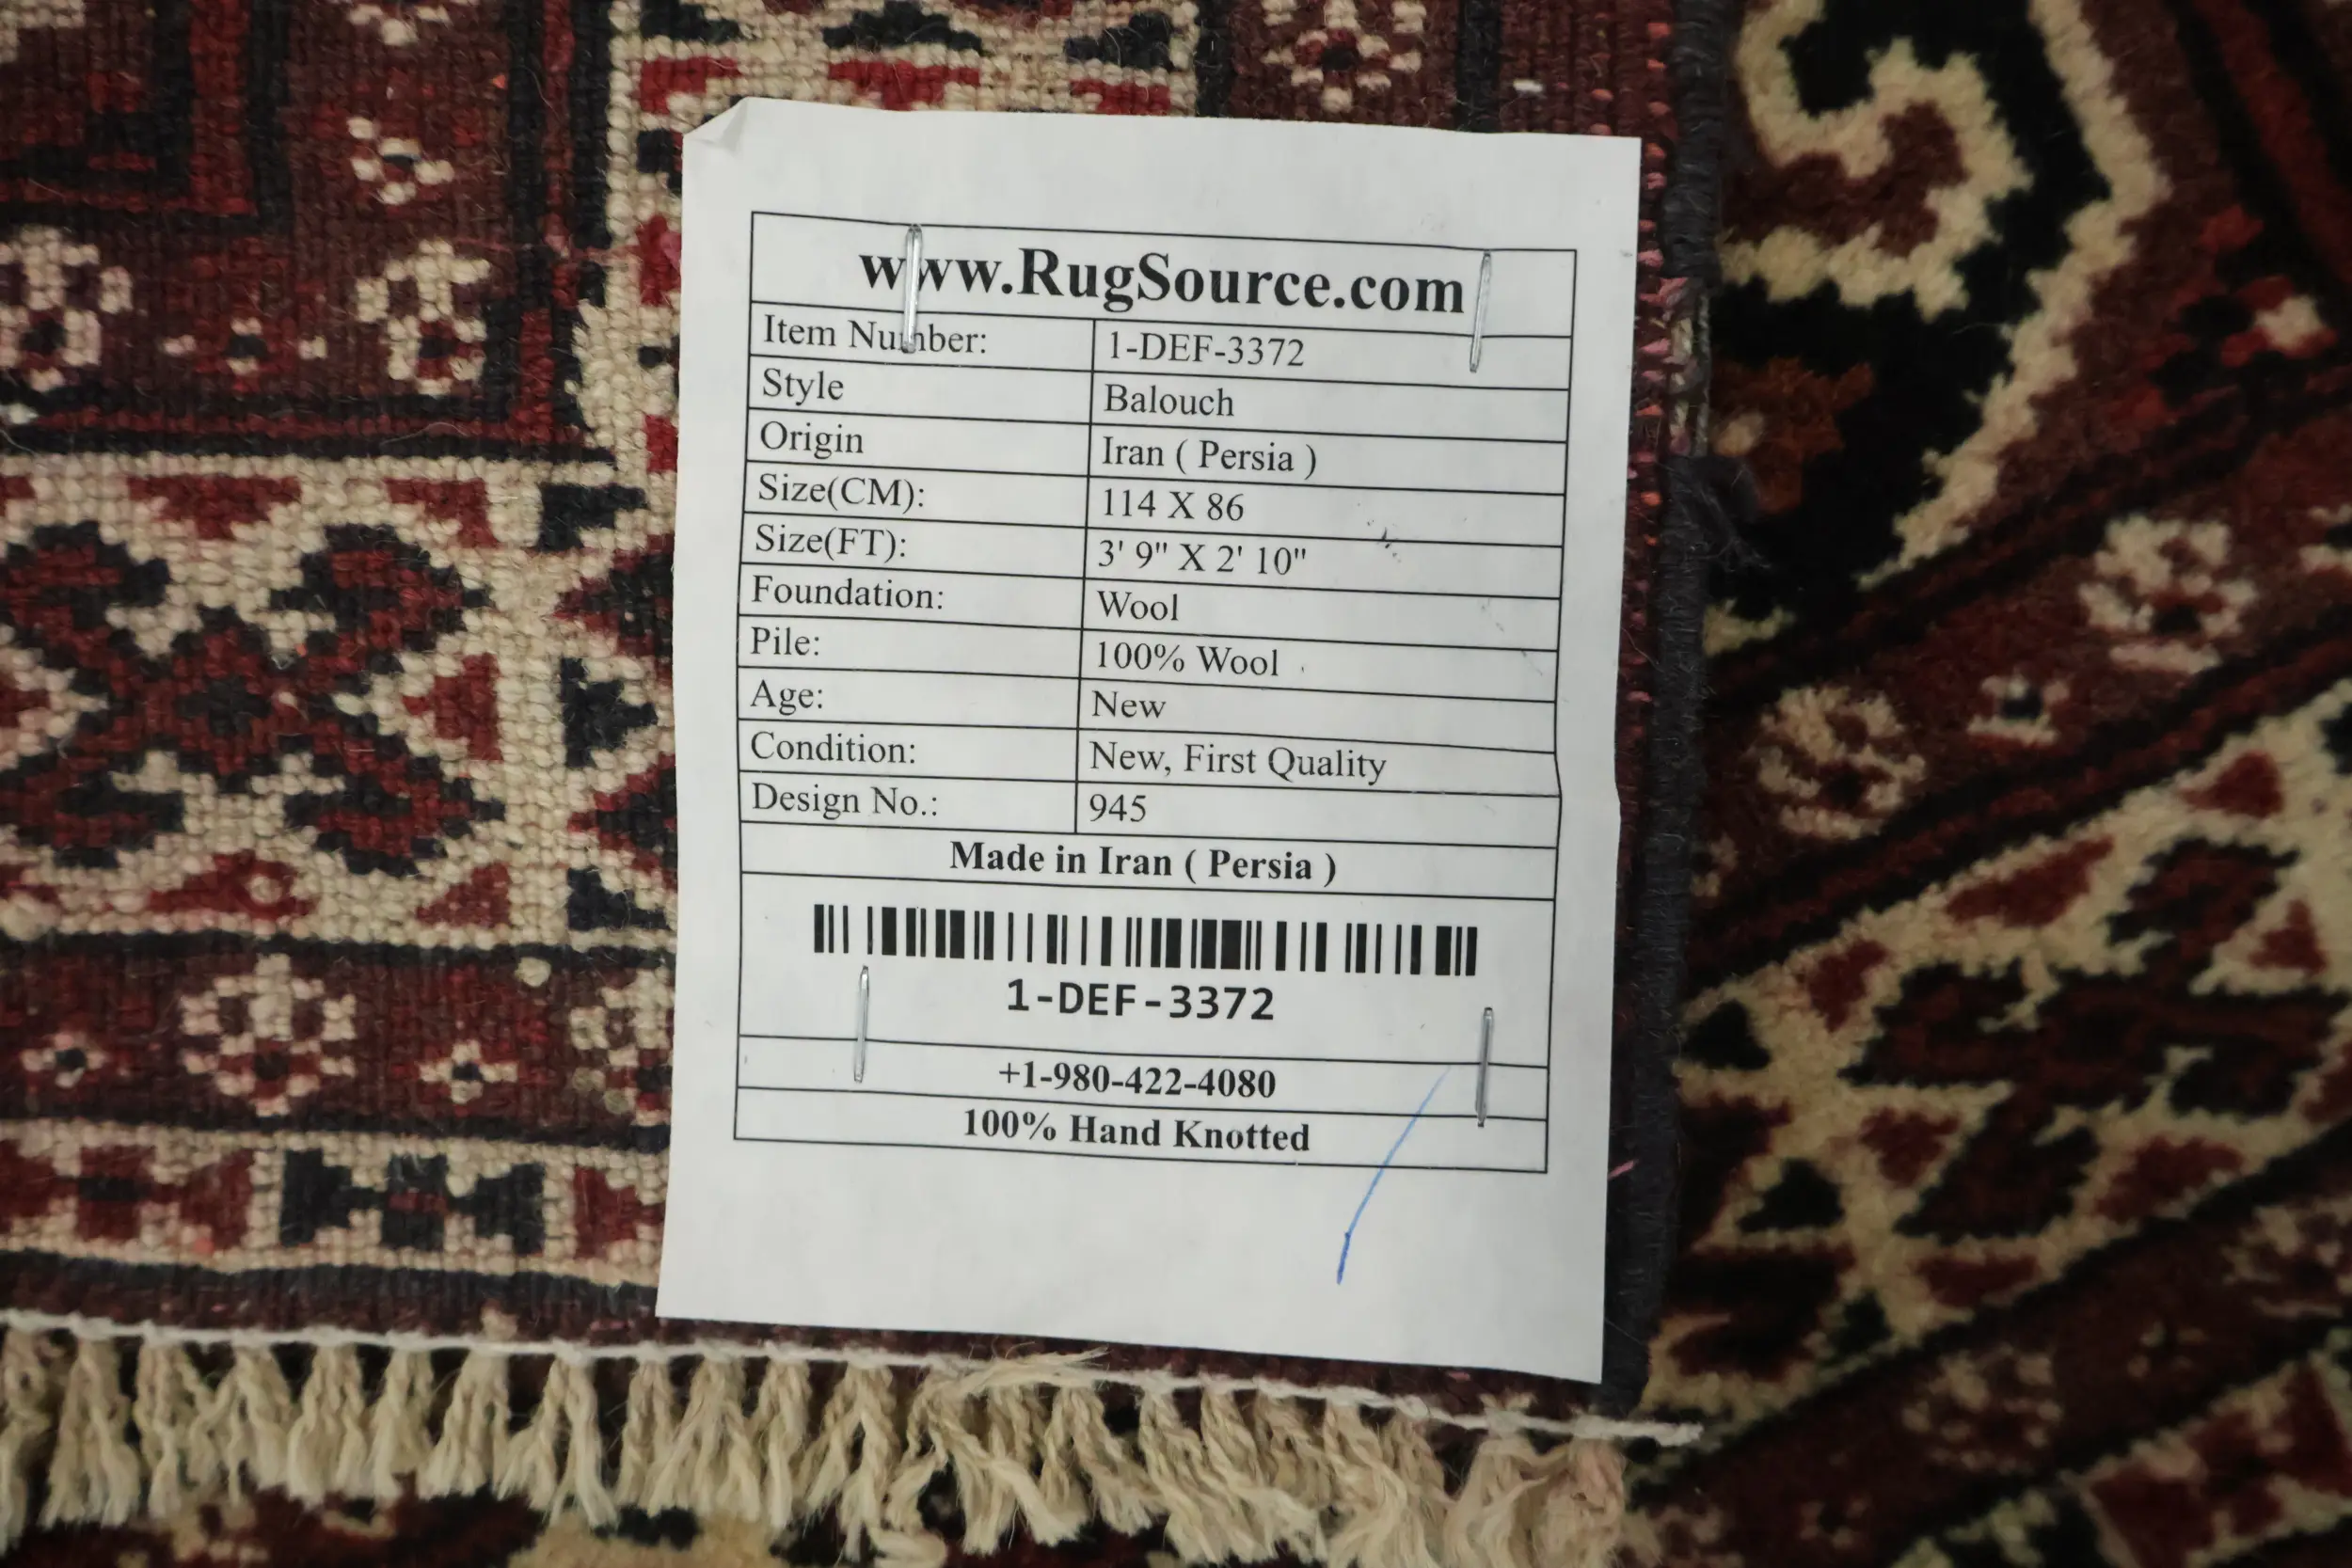 www.RugSource.com
Item Number: 1-DEF-3372
Style Balouch
Origin Iran ( Persia )
Size(CM): 114 X 86
Size(FT): 3' 9" X 2' 10"
Foundation: Wool
Pile: 100% Wool
Age: New
Condition: New, First Quality
Design No.: 945
Made in Iran ( Persia )
1-DEF-3372
+1-980-422-4080
100% Hand Knotted